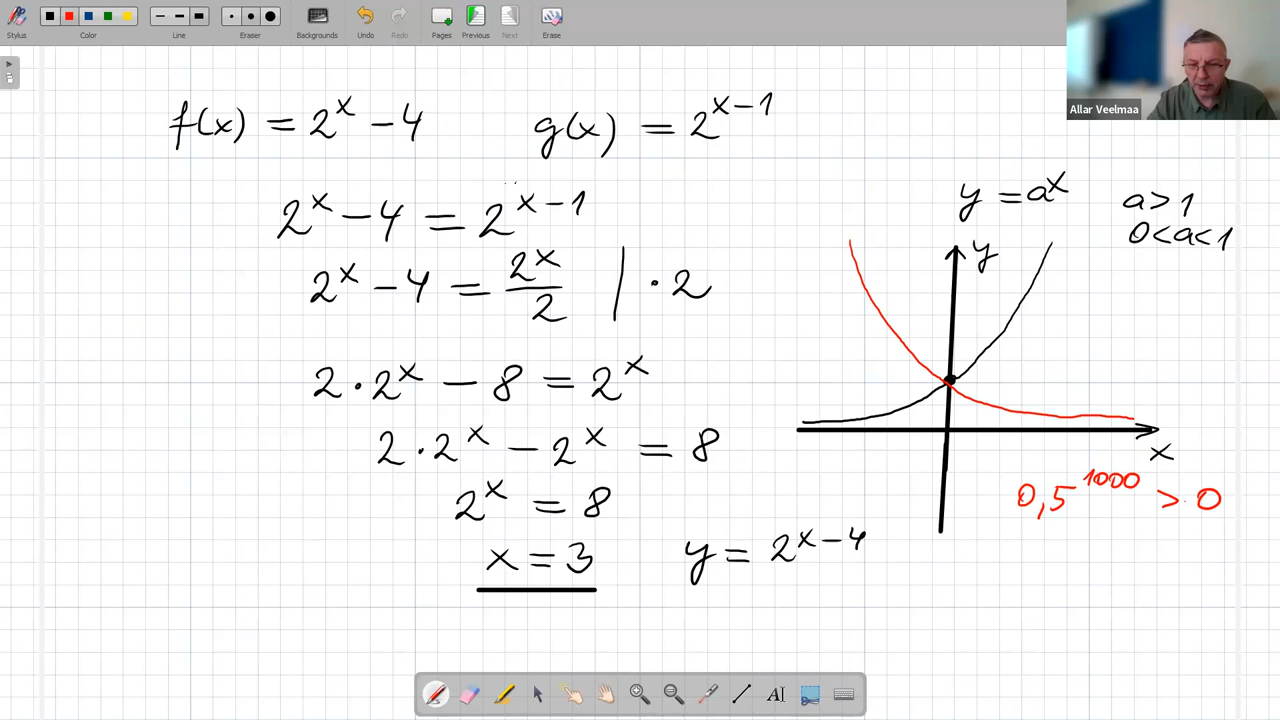 Stylus Color Line Eraser Backgrounds Undo Redo Pages Previous Next Erase
Allar Veelmaa
f(x) = 2^x - 4 g(x) = 2^{x-1}
2^x - 4 = 2^{x-1}
2^x - 4 = \frac{2^x}{2} | · 2
2 · 2^x - 8 = 2^x
2 · 2^x - 2^x = 8
2^x = 8
x = 3 y = 2^{x-4}
y = a^x a > 1
0 < a < 1
y
x
0,5^{1000} > 0
AI